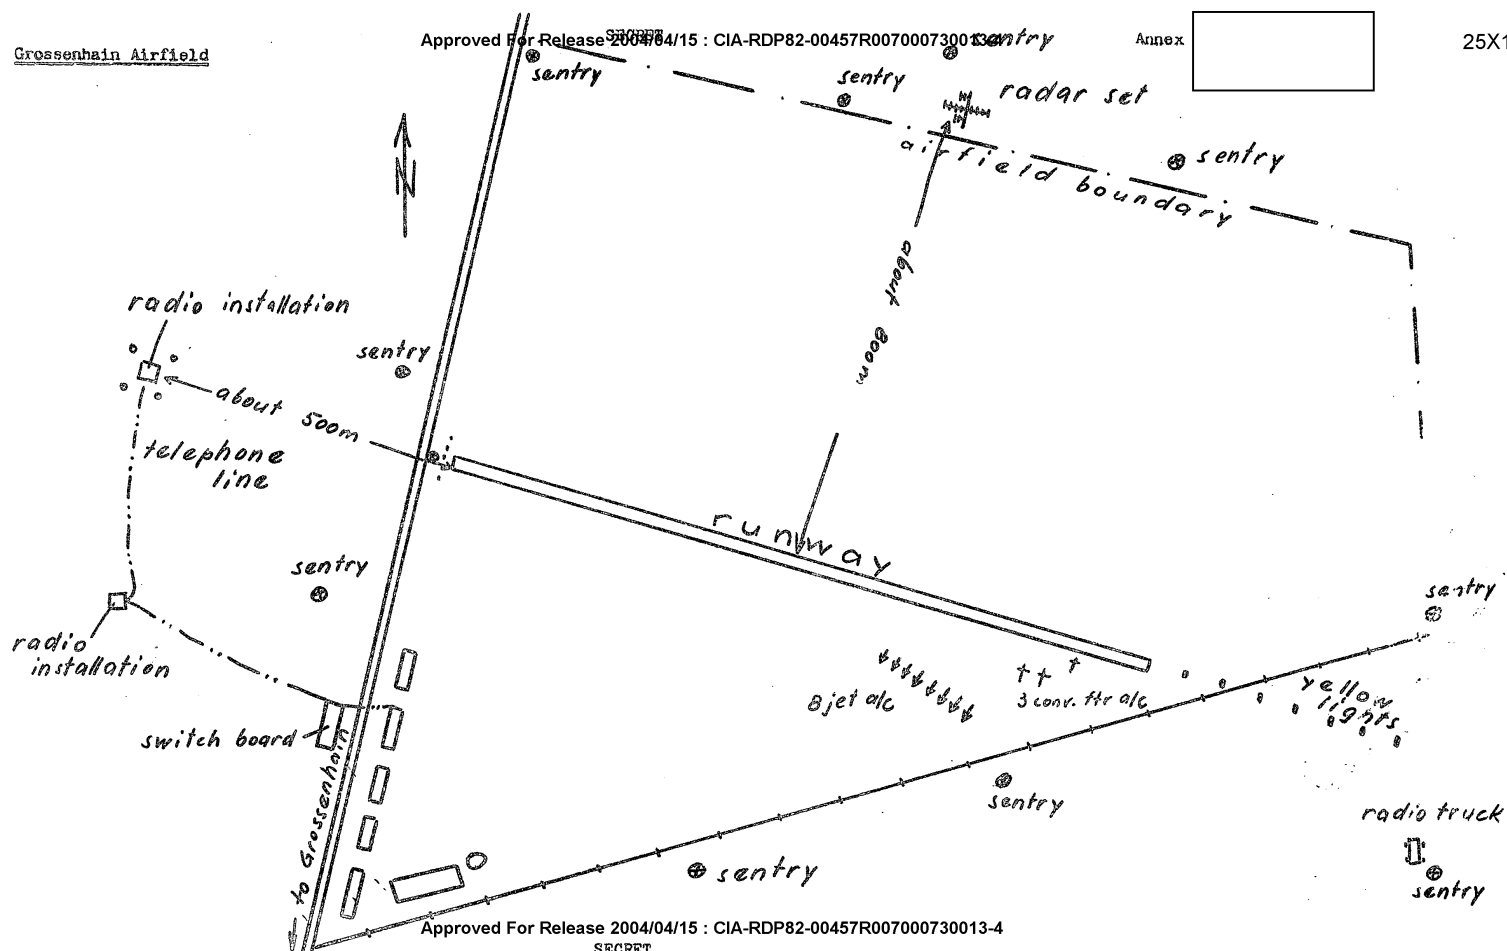 Grossenhain Airfield
SECRET
Approved For Release 2004/04/15 : CIA-RDP82-00457R007000730013-4
Annex
25X1
sentry
sentry
sentry
radar set
sentry
airfield boundary
N
about 800m
radio installation
sentry
about 500m
telephone
line
runway
sentry
sentry
radio
installation
8 jet a/c
3 conv. ftr a/c
yellow
lights
switch board
to Grossenhain
sentry
radio truck
sentry
sentry
Approved For Release 2004/04/15 : CIA-RDP82-00457R007000730013-4
SECRET